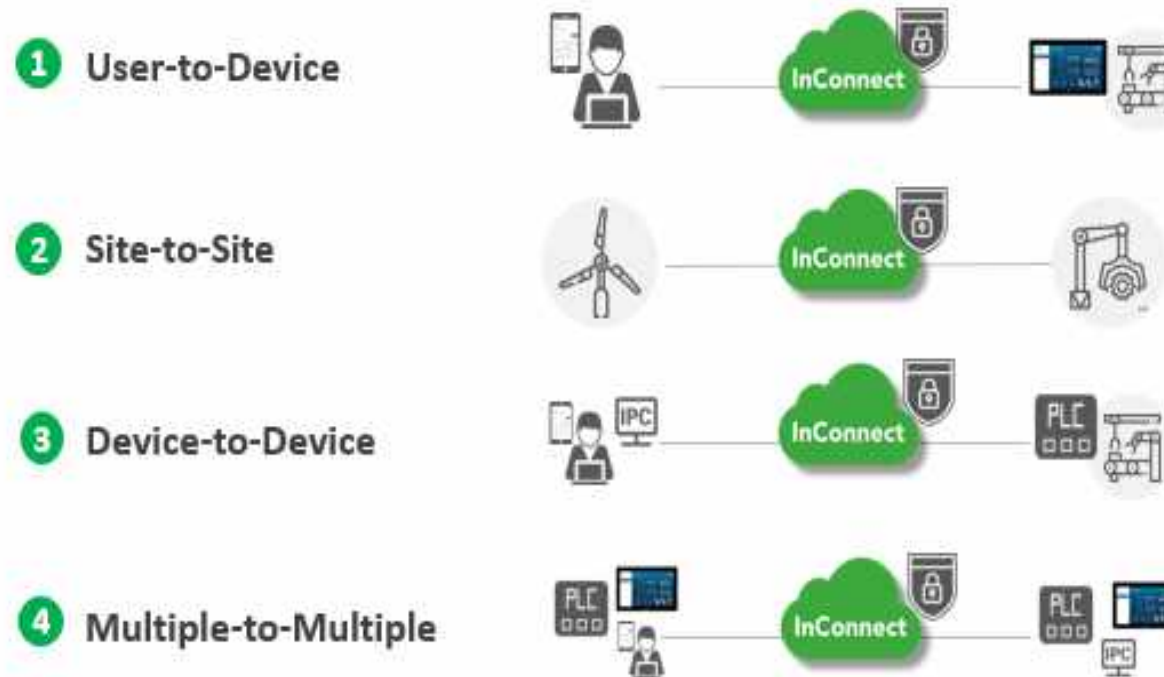 1 User-to-Device InConnect
2 Site-to-Site InConnect
3 Device-to-Device IPC InConnect PLC
4 Multiple-to-Multiple PLC InConnect PLC
IPC